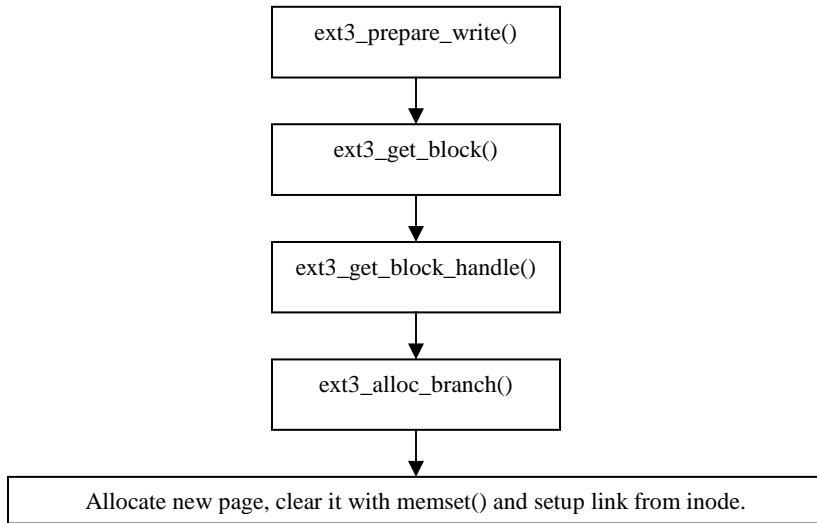 ext3_prepare_write()
ext3_get_block()
ext3_get_block_handle()
ext3_alloc_branch()
Allocate new page, clear it with memset() and setup link from inode.